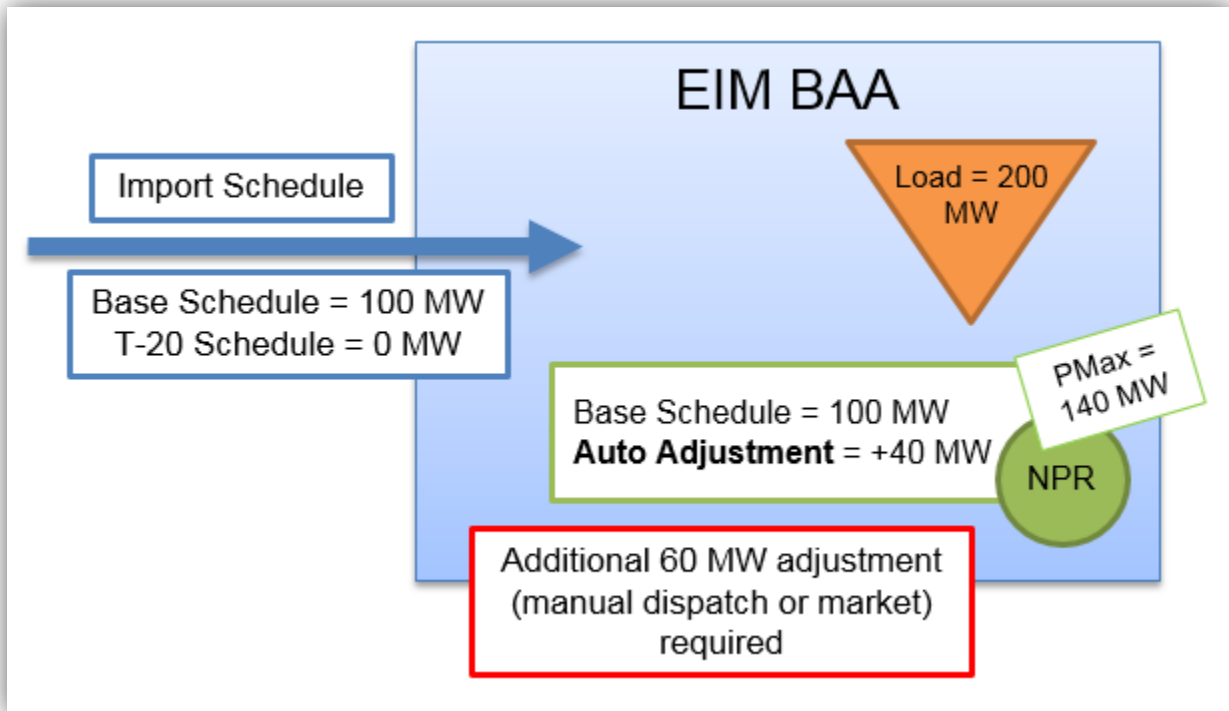 EIM BAA
Import Schedule
Load = 200
MW
Base Schedule = 100 MW
T-20 Schedule = 0 MW
PMax =
140 MW
Base Schedule = 100 MW
Auto Adjustment = +40 MW
NPR
Additional 60 MW adjustment
(manual dispatch or market)
required